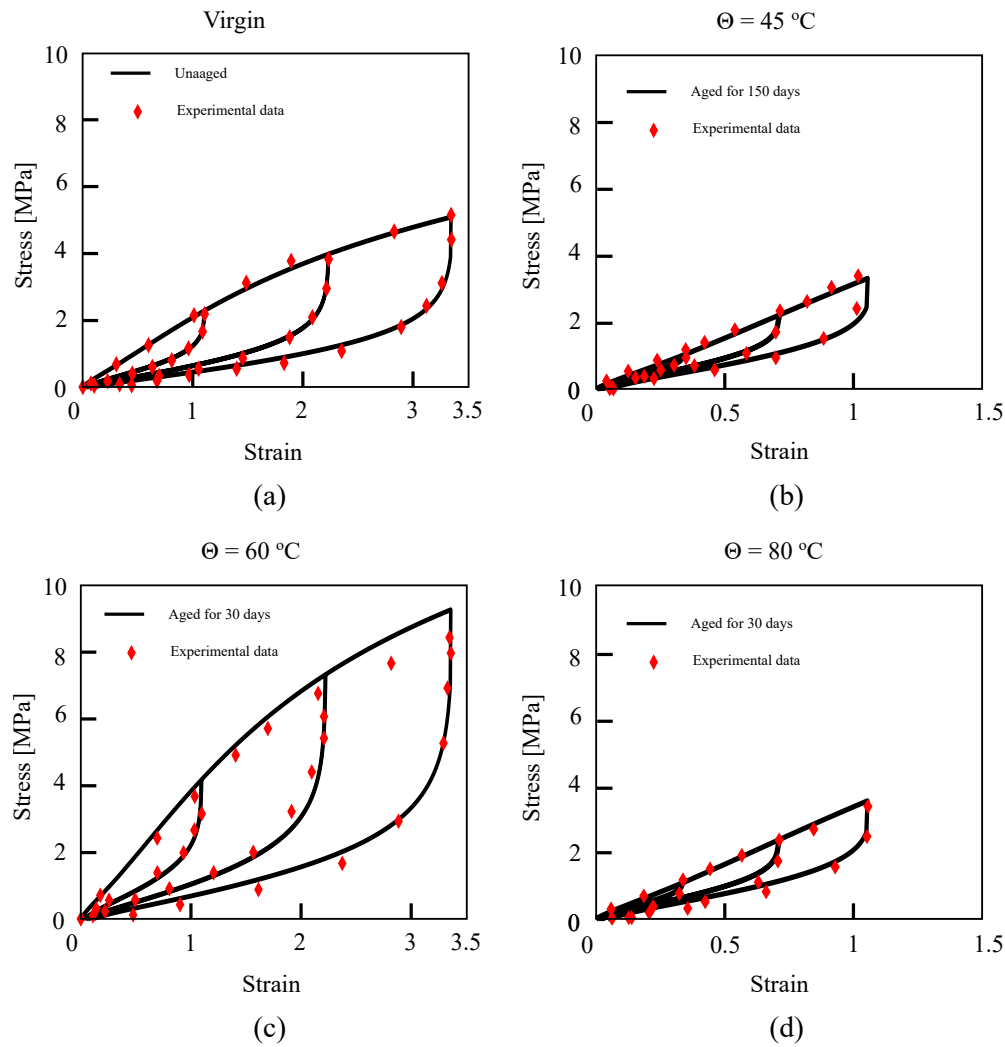 Virgin
Unaaged
Experimental data
Stress [MPa]
10
8
6
4
2
0
0 1 2 3 3.5
Strain
(a)
Θ = 45 ºC
Aged for 150 days
Experimental data
Stress [MPa]
10
8
6
4
2
0
0 0.5 1 1.5
Strain
(b)
Θ = 60 ºC
Aged for 30 days
Experimental data
Stress [MPa]
10
8
6
4
2
0
0 1 2 3 3.5
Strain
(c)
Θ = 80 ºC
Aged for 30 days
Experimental data
Stress [MPa]
10
8
6
4
2
0
0 0.5 1 1.5
Strain
(d)